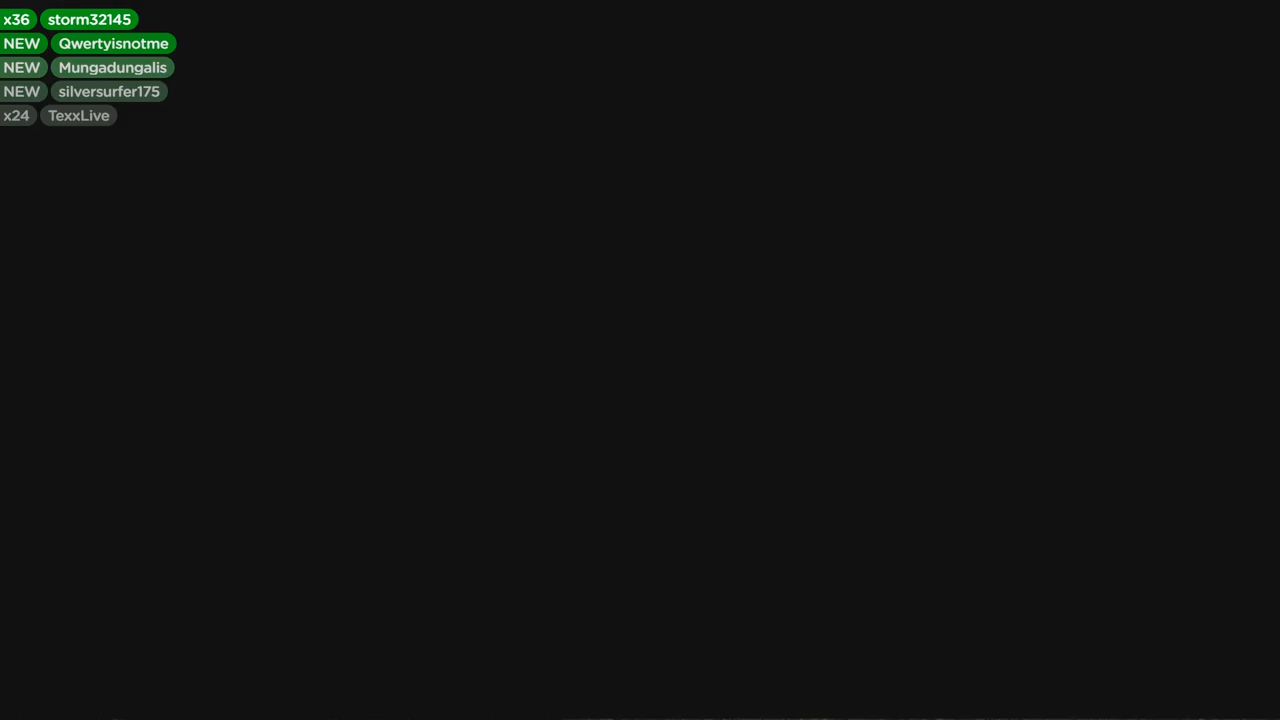 x36 storm32145
NEW Qwertyisnotme
NEW Mungadungalis
NEW silversurfer175
x24 TexxLive